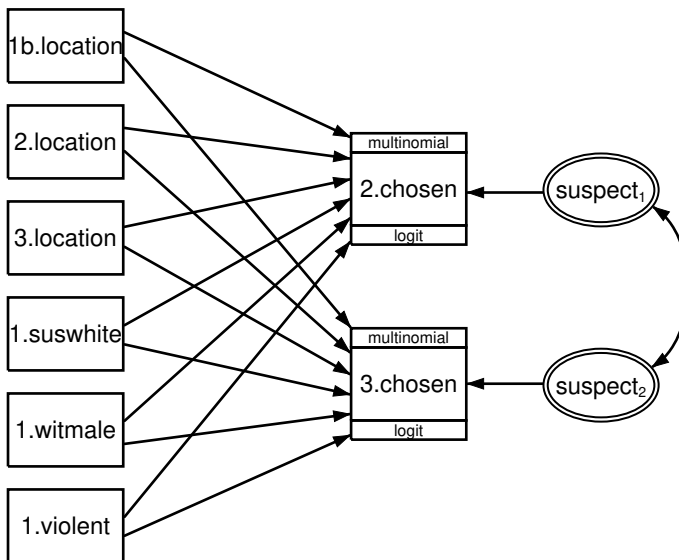 1b.location
2.location
3.location
1.suswhite
1.witmale
1.violent
multinomial
2.chosen
logit
multinomial
3.chosen
logit
suspect₁
suspect₂